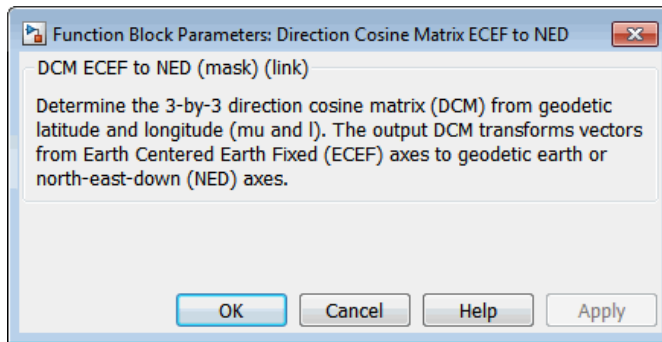 Function Block Parameters: Direction Cosine Matrix ECEF to NED
DCM ECEF to NED (mask) (link)
Determine the 3-by-3 direction cosine matrix (DCM) from geodetic
latitude and longitude (mu and l). The output DCM transforms vectors
from Earth Centered Earth Fixed (ECEF) axes to geodetic earth or
north-east-down (NED) axes.
OK Cancel Help Apply